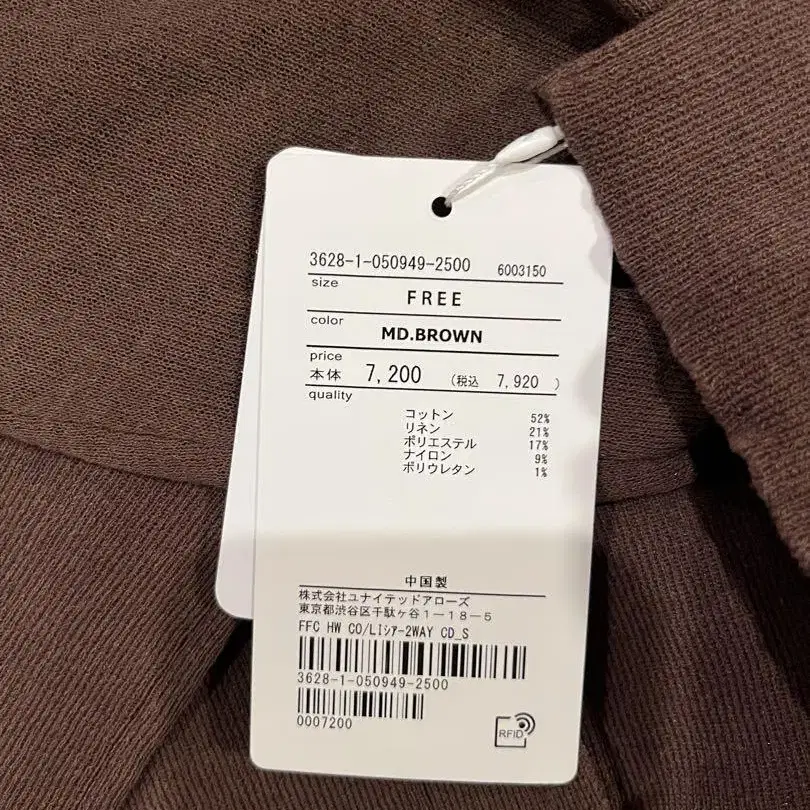 3628-1-050949-2500 6003150
size
FREE
color
MD.BROWN
price
本体 7,200 (税込 7,920 )
quality
コットン 52%
リネン 21%
ポリエステル 17%
ナイロン 9%
ポリウレタン 1%
中国製
株式会社ユナイテッドアローズ
東京都渋谷区千駄ヶ谷1-18-5
FFC HW CO/LIシアー2WAY CD_S
3628-1-050949-2500
0007200
RFID